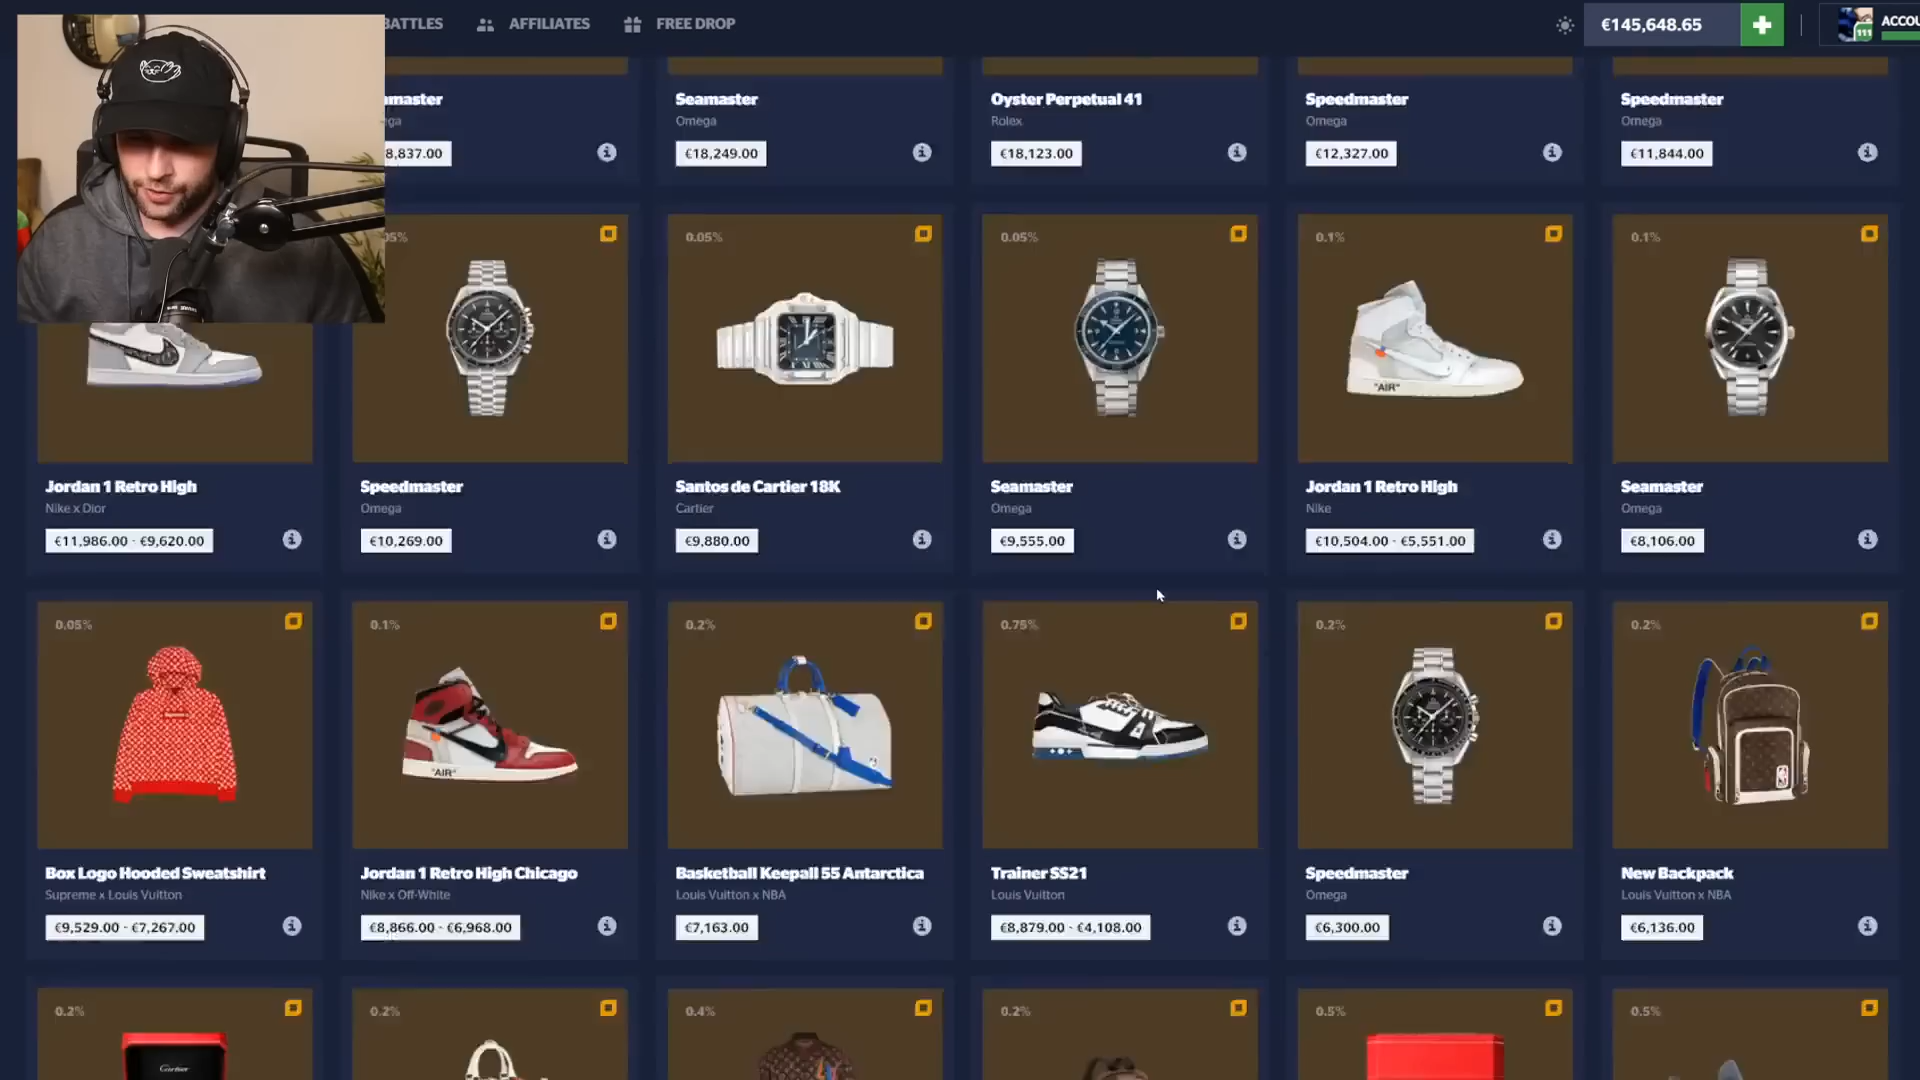 BATTLES
AFFILIATES
FREE DROP
€145,648.65
111
ACCOU
amaster
Seamaster
Oyster Perpetual 41
Speedmaster
Speedmaster
ega
Omega
Rolex
Omega
Omega
8,837.00
€18,249.00
€18,123.00
€12,327.00
€11,844.00
05%
0.05%
0.05%
0.1%
0.1%
"AIR"
Jordan 1 Retro High
Speedmaster
Santos de Cartier 18K
Seamaster
Jordan 1 Retro High
Seamaster
Nike x Dior
Omega
Cartier
Omega
Nike
Omega
€11,986.00 - €9,620.00
€10,269.00
€9,880.00
€9,555.00
€10,504.00 - €5,551.00
€8,106.00
0.05%
0.1%
0.2%
0.75%
0.2%
0.2%
"AIR"
Box Logo Hooded Sweatshirt
Jordan 1 Retro High Chicago
Basketball Keepall 55 Antarctica
Trainer SS21
Speedmaster
New Backpack
Supreme x Louis Vuitton
Nike x Off-White
Louis Vuitton x NBA
Louis Vuitton
Omega
Louis Vuitton x NBA
€9,529.00 - €7,267.00
€8,866.00 - €6,968.00
€7,163.00
€8,879.00 - €4,108.00
€6,300.00
€6,136.00
0.2%
0.2%
0.4%
0.2%
0.5%
0.5%
Cartier